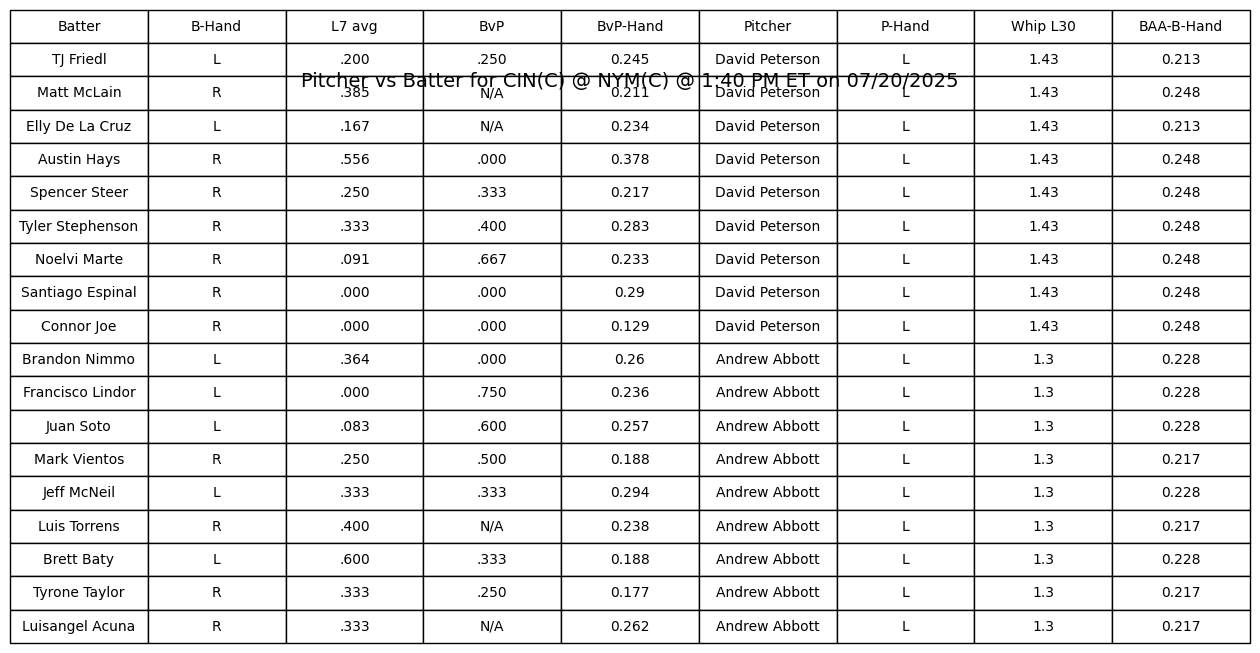 Batter B-Hand L7 avg BvP BvP-Hand Pitcher P-Hand Whip L30 BAA-B-Hand
TJ Friedl L .200 .250 0.245 David Peterson L 1.43 0.213
Pitcher vs Batter for CIN(C) @ NYM(C) @ 1:40 PM ET on 07/20/2025
Matt McLain R .385 N/A 0.211 David Peterson L 1.43 0.248
Elly De La Cruz L .167 N/A 0.234 David Peterson L 1.43 0.213
Austin Hays R .556 .000 0.378 David Peterson L 1.43 0.248
Spencer Steer R .250 .333 0.217 David Peterson L 1.43 0.248
Tyler Stephenson R .333 .400 0.283 David Peterson L 1.43 0.248
Noelvi Marte R .091 .667 0.233 David Peterson L 1.43 0.248
Santiago Espinal R .000 .000 0.29 David Peterson L 1.43 0.248
Connor Joe R .000 .000 0.129 David Peterson L 1.43 0.248
Brandon Nimmo L .364 .000 0.26 Andrew Abbott L 1.3 0.228
Francisco Lindor L .000 .750 0.236 Andrew Abbott L 1.3 0.228
Juan Soto L .083 .600 0.257 Andrew Abbott L 1.3 0.228
Mark Vientos R .250 .500 0.188 Andrew Abbott L 1.3 0.217
Jeff McNeil L .333 .333 0.294 Andrew Abbott L 1.3 0.228
Luis Torrens R .400 N/A 0.238 Andrew Abbott L 1.3 0.217
Brett Baty L .600 .333 0.188 Andrew Abbott L 1.3 0.228
Tyrone Taylor R .333 .250 0.177 Andrew Abbott L 1.3 0.217
Luisangel Acuna R .333 N/A 0.262 Andrew Abbott L 1.3 0.217